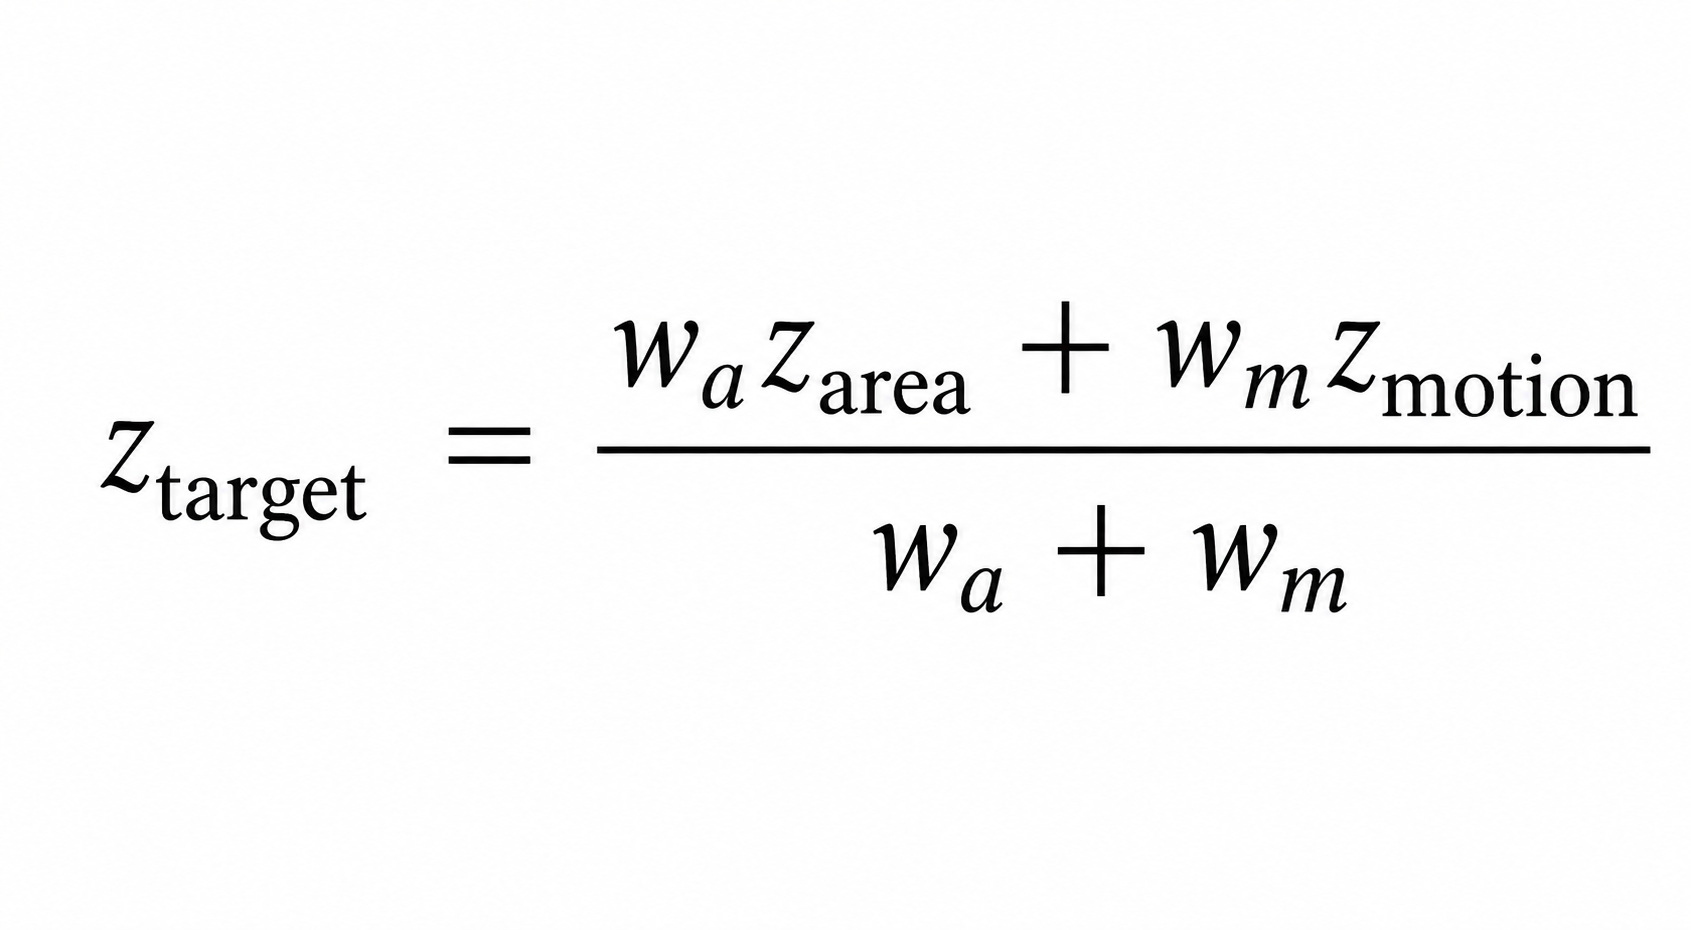 z_target = (w_a z_area + w_m z_motion) / (w_a + w_m)